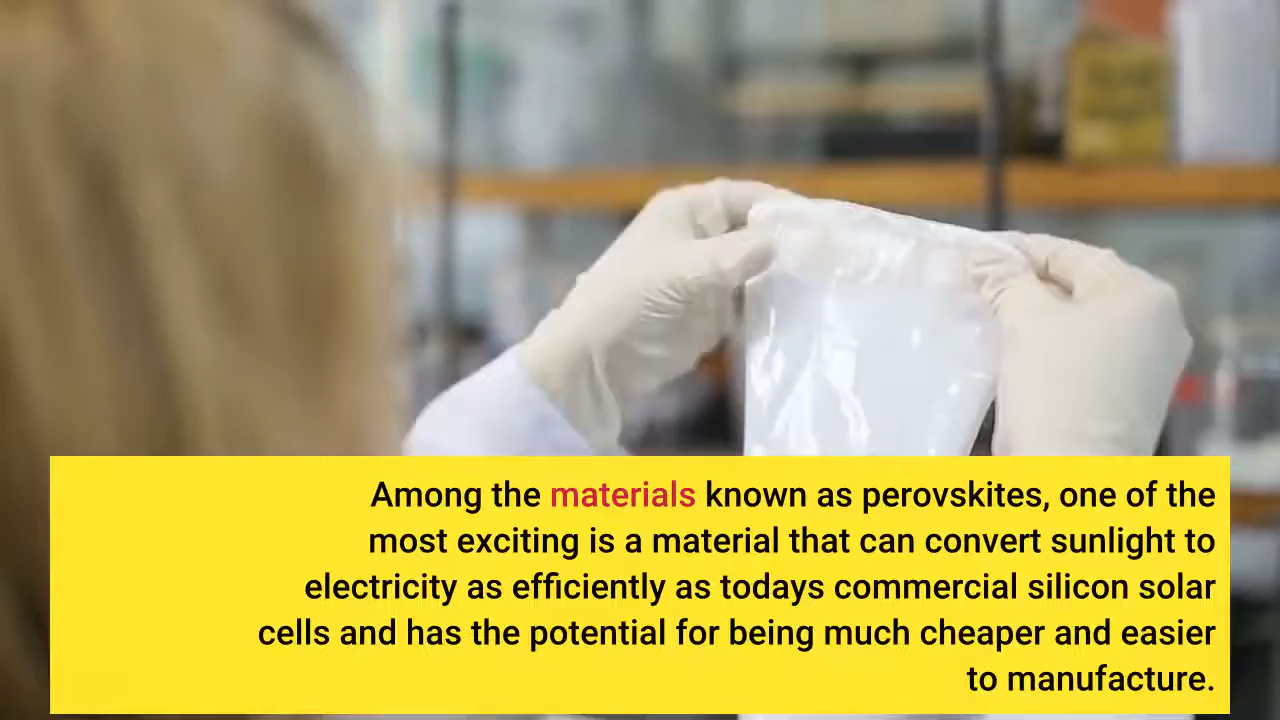 Among the materials known as perovskites, one of the
most exciting is a material that can convert sunlight to
electricity as efficiently as todays commercial silicon solar
cells and has the potential for being much cheaper and easier
to manufacture.